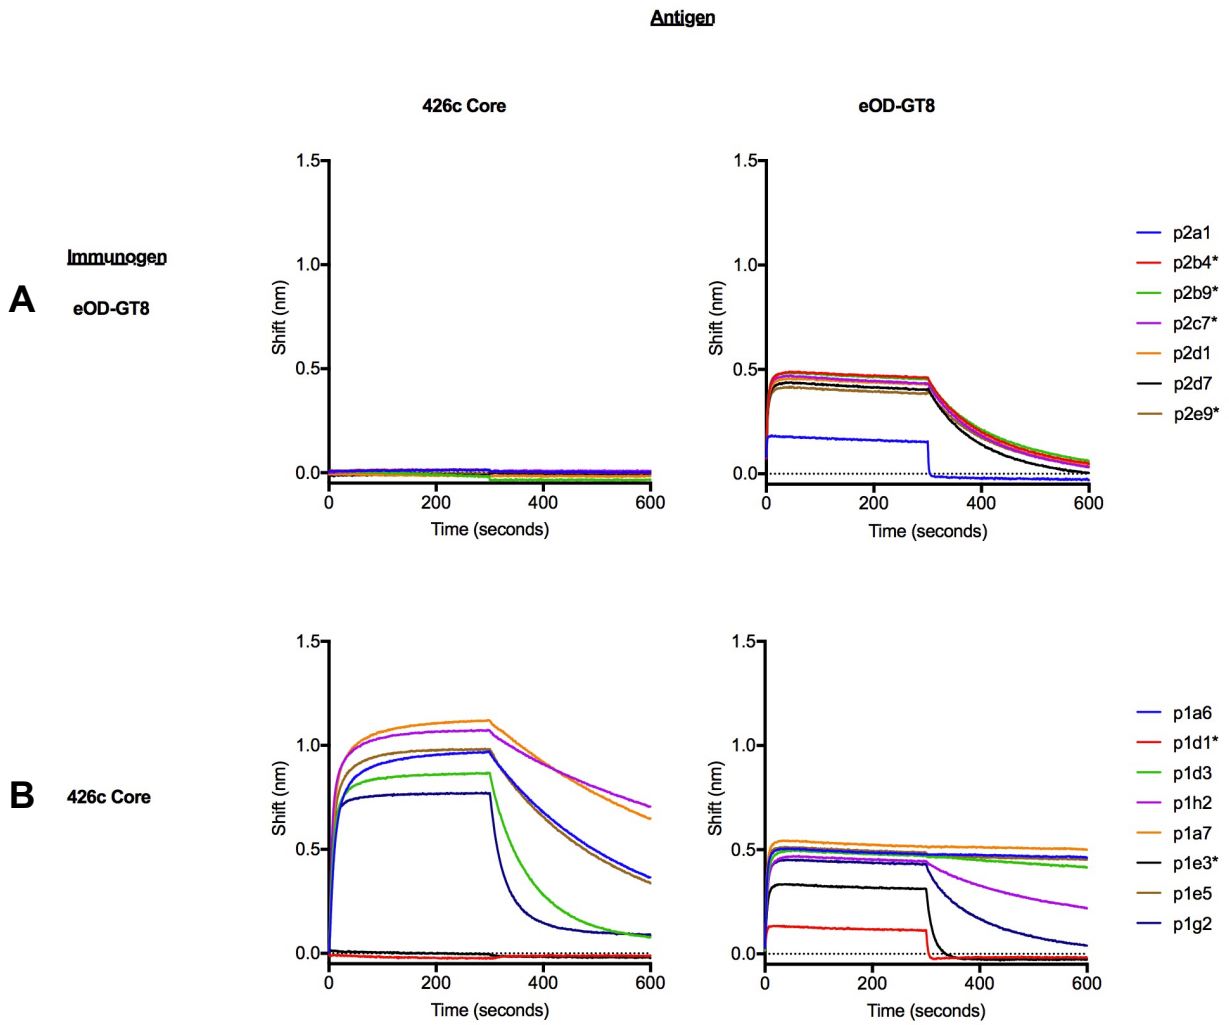 Antigen
426c Core
eOD-GT8
Immunogen
A
eOD-GT8
1.5
1.0
0.5
0.0
Shift (nm)
0
200
400
600
Time (seconds)
1.5
1.0
0.5
0.0
Shift (nm)
0
200
400
600
Time (seconds)
p2a1
p2b4*
p2b9*
p2c7*
p2d1
p2d7
p2e9*
B
426c Core
1.5
1.0
0.5
0.0
Shift (nm)
0
200
400
600
Time (seconds)
1.5
1.0
0.5
0.0
Shift (nm)
0
200
400
600
Time (seconds)
p1a6
p1d1*
p1d3
p1h2
p1a7
p1e3*
p1e5
p1g2